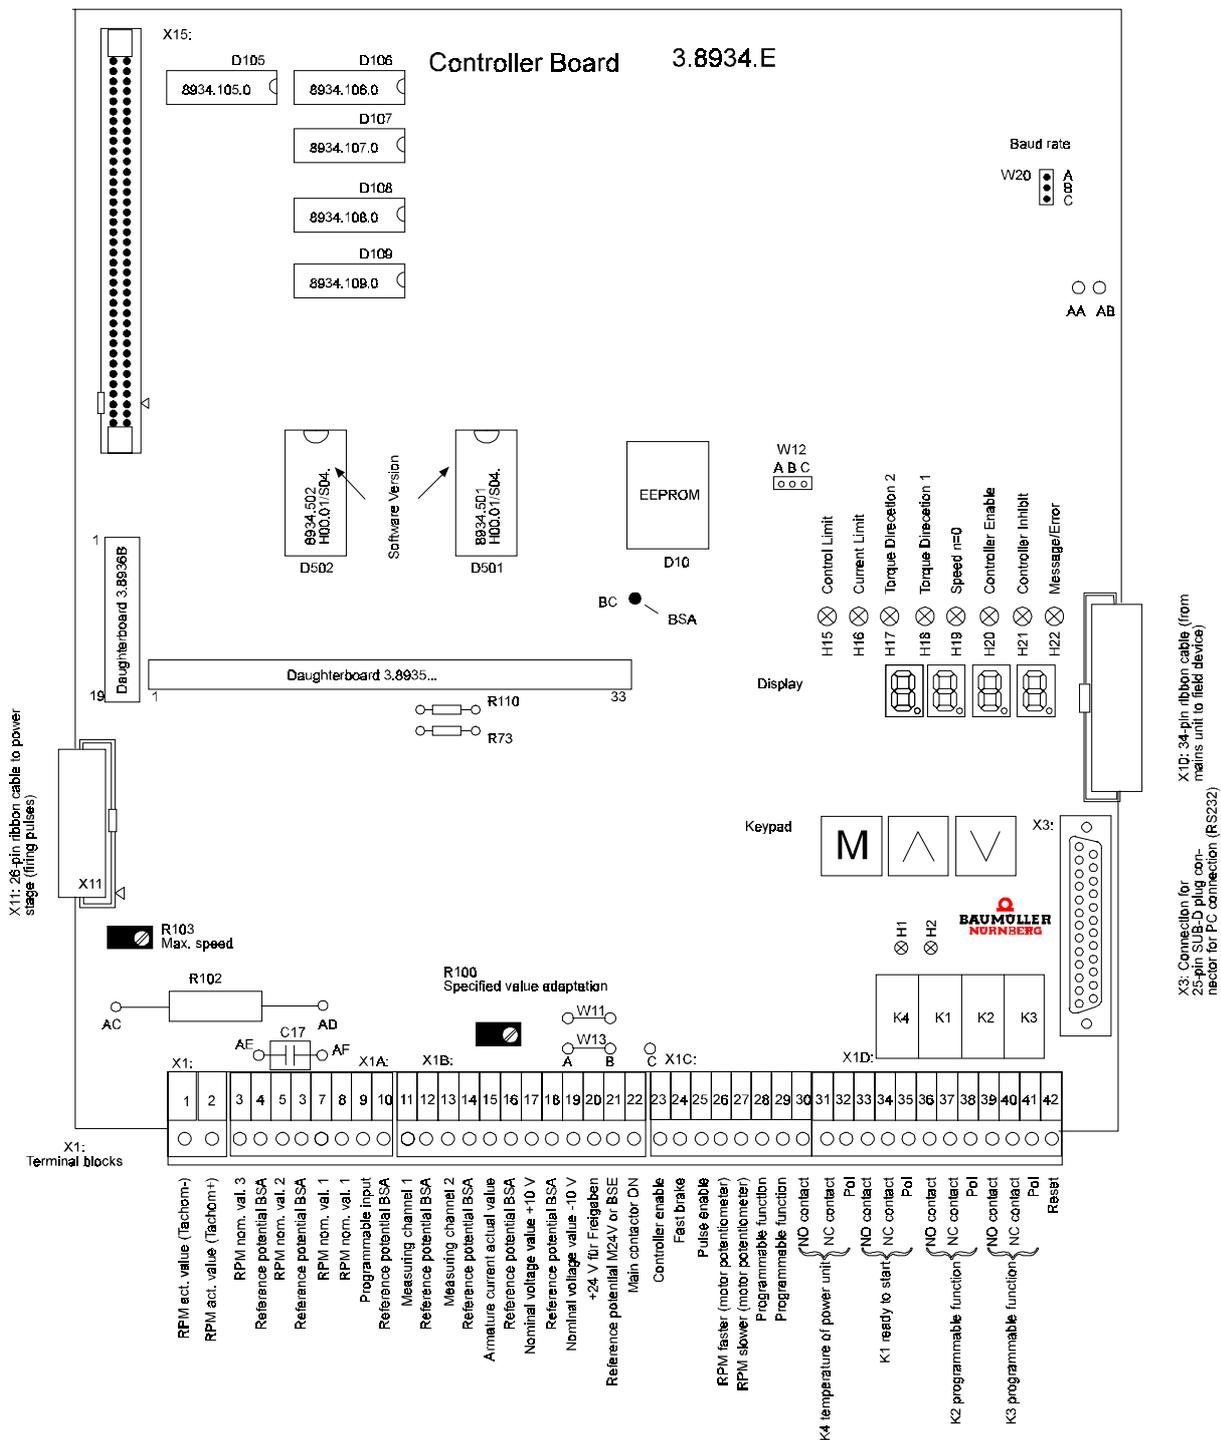 X15:
Controller Board 3.8934.E
D105
8934.105.0
D106
8934.106.0
D107
8934.107.0
D108
8934.108.0
D109
8934.109.0
Baud rate
W20
A
B
C
AA AB
8934.502
H00.01/S04.
D502
Software Version
8934.501
H00.01/S04.
D501
EEPROM
D10
W12
A B C
Control Limit
Current Limit
Torque Direcetion 2
Torque Direcetion 1
Speed n=0
Controller Enable
Controller Inhibit
Message/Error
H15
H16
H17
H18
H19
H20
H21
H22
BC
BSA
1
Daughterboard 3.8936B
19
Daughterboard 3.8935...
1
33
R110
R73
Display
X10: 34-pin ribbon cable (from
mains unit to field device)
X11: 26-pin ribbon cable to power
stage (firing pulses)
X11
Keypad
M
X3:
X3: Connection for
25-pin SUB-D plug con-
nector for PC connection (RS232)
R103
Max. speed
H1
H2
BAUMÜLLER
NÜRNBERG
R102
AC
AD
R100
Specified value adaptation
W11
W13
A
B
C
AE
C17
AF
K4
K1
K2
K3
X1:
X1A:
X1B:
X1C:
X1D:
1 2 3 4 5 3 7 8 9 10 11 12 13 14 15 16 17 18 19 20 21 22 23 24 25 26 27 28 29 30 31 32 33 34 35 36 37 38 39 40 41 42
X1:
Terminal blocks
RPM act. value (Tachom-)
RPM act. value (Tachom+)
RPM nom. val. 3
Reference potential BSA
RPM nom. val. 2
Reference potential BSA
RPM nom. val. 1
RPM nom. val. 1
Programmable input
Reference potential BSA
Measuring channel 1
Reference potential BSA
Measuring channel 2
Reference potential BSA
Armature current actual value
Reference potential BSA
Nominal voltage value +10 V
Reference potential BSA
Nominal voltage value -10 V
+24 V für Freigaben
Reference potential M24V or BSE
Main contactor ON
Controller enable
Fast brake
Pulse enable
RPM faster (motor potentiometer)
RPM slower (motor potentiometer)
Programmable function
Programmable function
NO contact
NC contact
Pol
K4 temperature of power unit
NO contact
NC contact
Pol
K1 ready to start
NO contact
NC contact
Pol
K2 programmable function
NO contact
NC contact
Pol
K3 programmable function
Reset